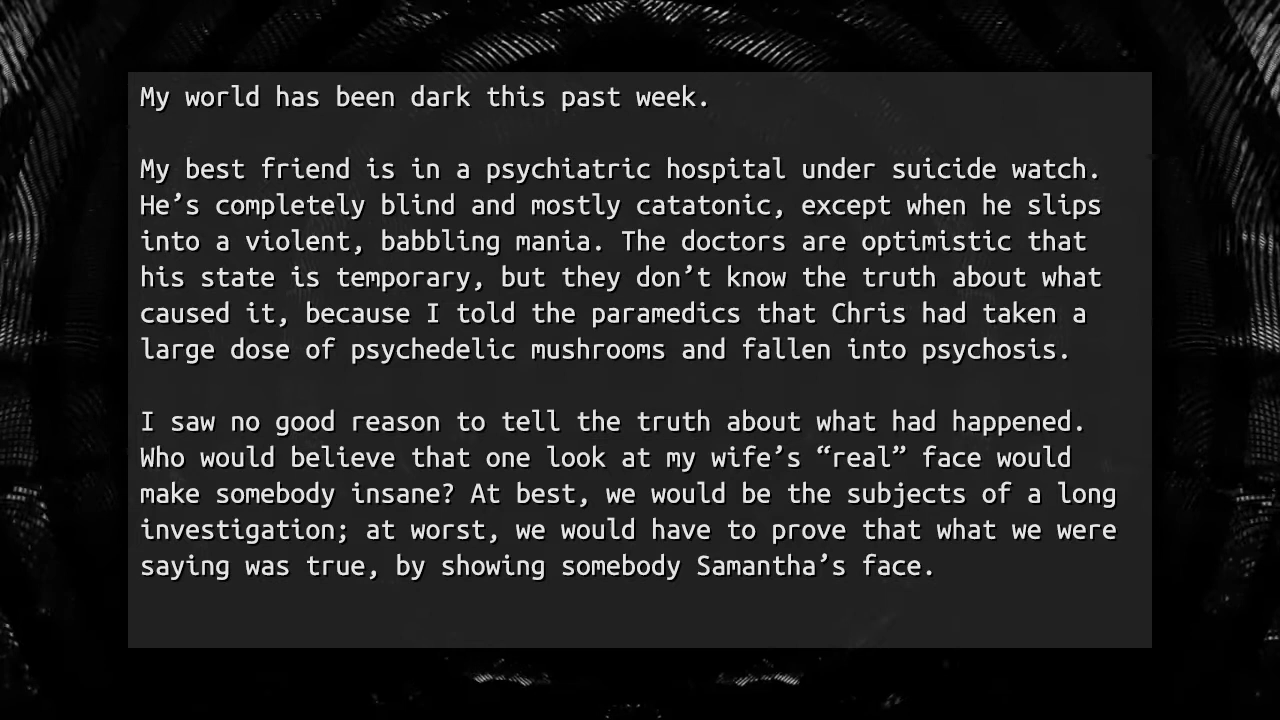 My world has been dark this past week.
My best friend is in a psychiatric hospital under suicide watch.
He’s completely blind and mostly catatonic, except when he slips
into a violent, babbling mania. The doctors are optimistic that
his state is temporary, but they don’t know the truth about what
caused it, because I told the paramedics that Chris had taken a
large dose of psychedelic mushrooms and fallen into psychosis.
I saw no good reason to tell the truth about what had happened.
Who would believe that one look at my wife’s “real” face would
make somebody insane? At best, we would be the subjects of a long
investigation; at worst, we would have to prove that what we were
saying was true, by showing somebody Samantha’s face.